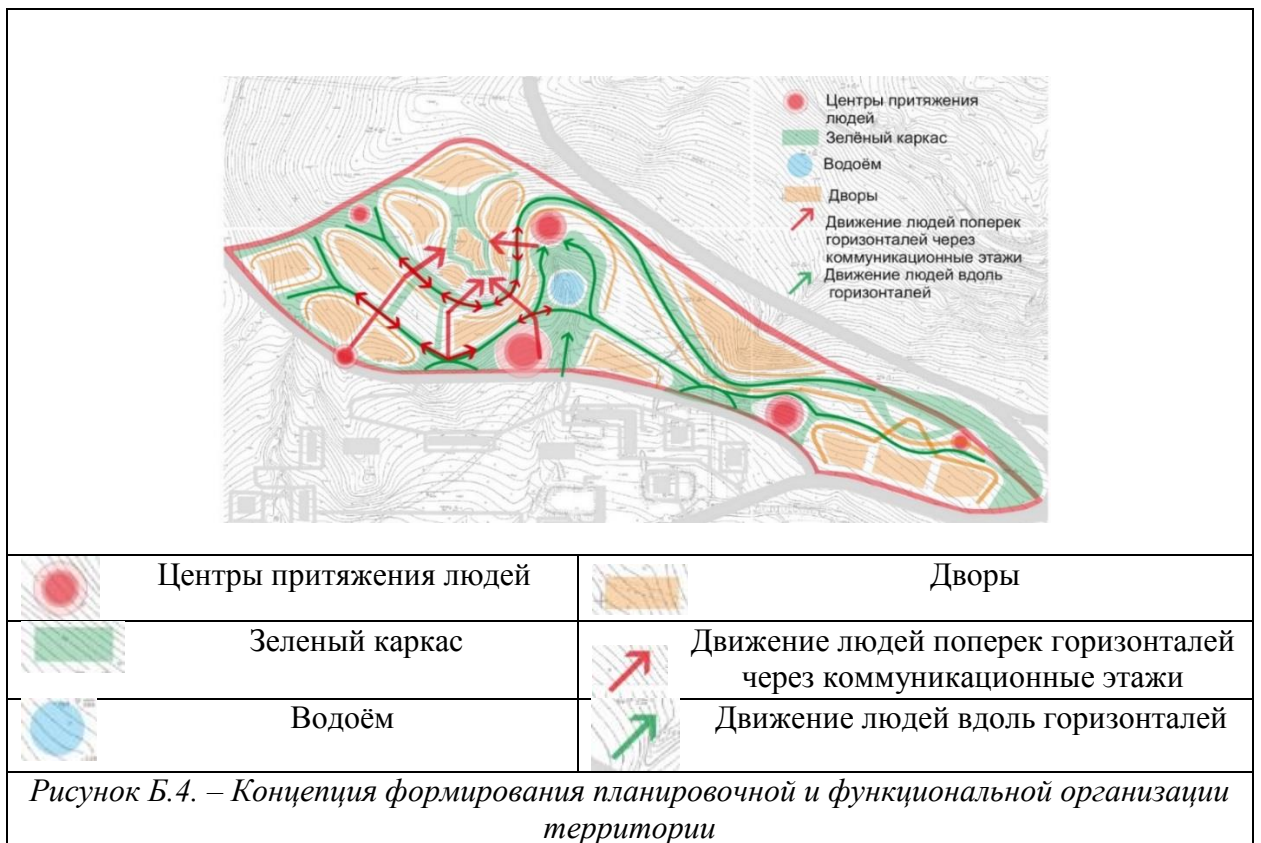 Центры притяжения
людей
Зелёный каркас
Водоём
Дворы
Движение людей поперек
горизонталей через
коммуникационные этажи
Движение людей вдоль
горизонталей
Центры притяжения людей
Дворы
Зеленый каркас
Движение людей поперек горизонталей
через коммуникационные этажи
Водоём
Движение людей вдоль горизонталей
Рисунок Б.4. – Концепция формирования планировочной и функциональной организации
территории